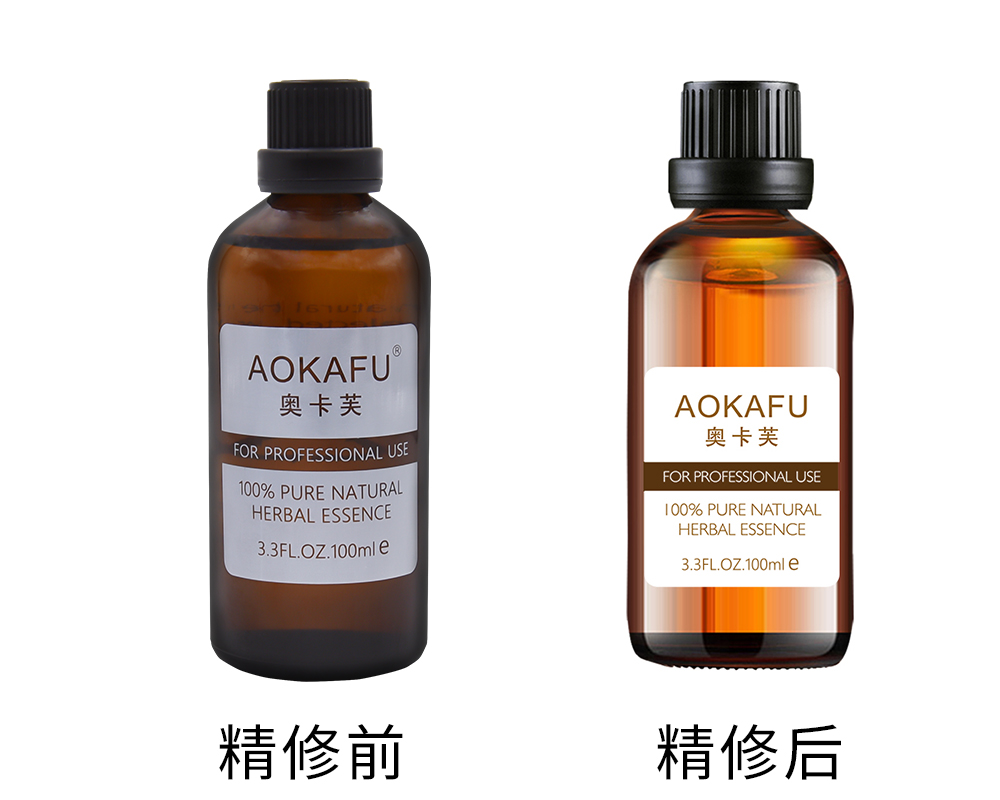 AOKAFU®
奥卡芙
FOR PROFESSIONAL USE
100% PURE NATURAL
HERBAL ESSENCE
3.3FL.OZ.100ml e
精修前
AOKAFU
奥卡芙
FOR PROFESSIONAL USE
100% PURE NATURAL
HERBAL ESSENCE
3.3FL.OZ.100ml e
精修后